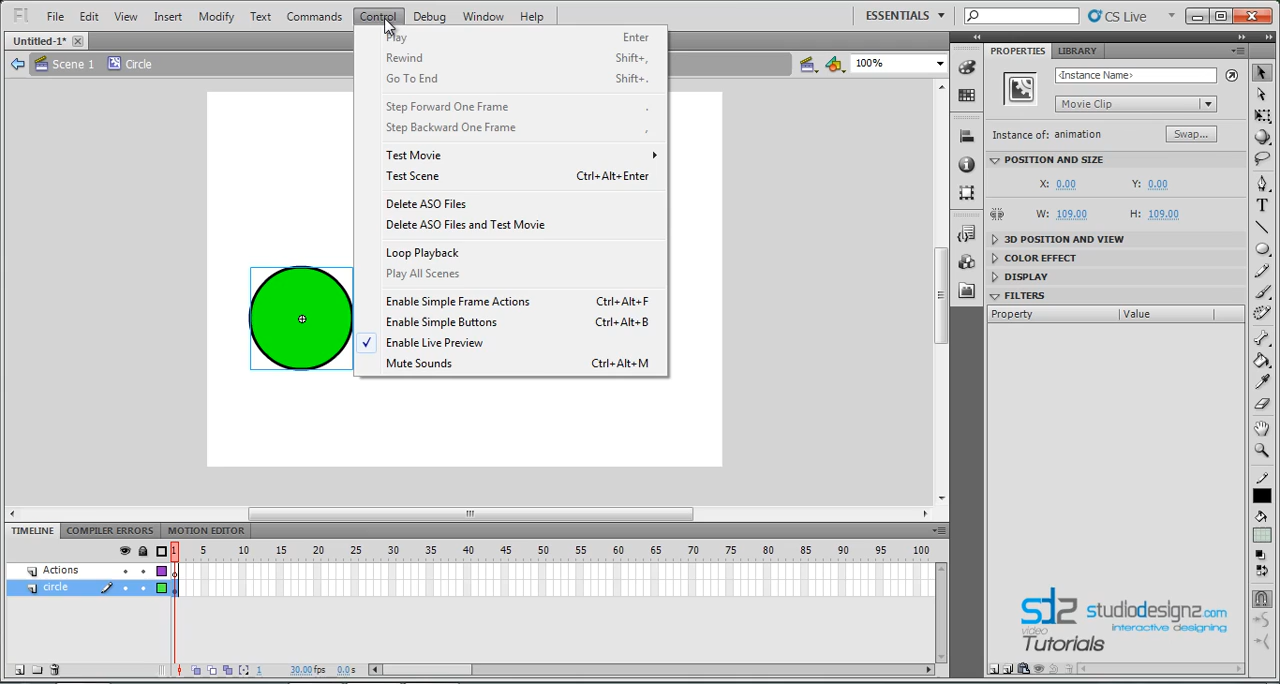 Fl File Edit View Insert Modify Text Commands Control Debug Window Help ESSENTIALS CS Live
Untitled-1*
Scene 1 Circle 100%
Play Enter
Rewind Shift+,
Go To End Shift+.
Step Forward One Frame .
Step Backward One Frame ,
Test Movie
Test Scene Ctrl+Alt+Enter
Delete ASO Files
Delete ASO Files and Test Movie
Loop Playback
Play All Scenes
Enable Simple Frame Actions Ctrl+Alt+F
Enable Simple Buttons Ctrl+Alt+B
Enable Live Preview
Mute Sounds Ctrl+Alt+M
PROPERTIES LIBRARY
<Instance Name>
Movie Clip
Instance of: animation Swap...
POSITION AND SIZE
X: 0.00 Y: 0.00
W: 109.00 H: 109.00
3D POSITION AND VIEW
COLOR EFFECT
DISPLAY
FILTERS
Property Value
TIMELINE COMPILER ERRORS MOTION EDITOR
1 5 10 15 20 25 30 35 40 45 50 55 60 65 70 75 80 85 90 95 100
Actions
circle
1 30.00 fps 0.0 s
sd2 studiodesign2.com
interactive designing
video
Tutorials